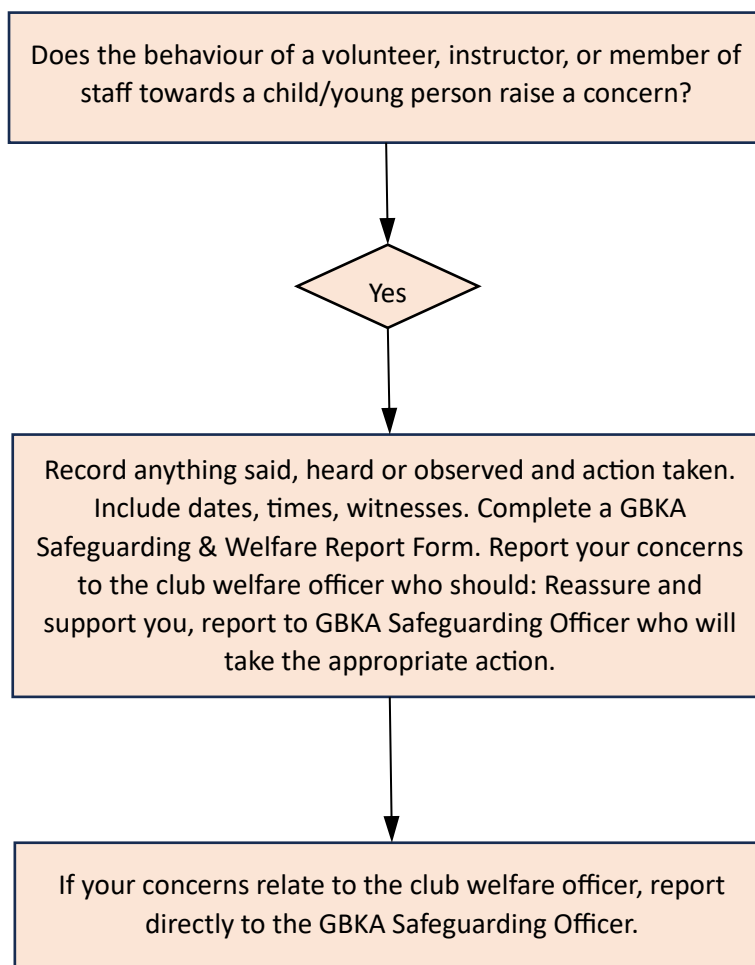 Does the behaviour of a volunteer, instructor, or member of
staff towards a child/young person raise a concern?
Yes
Record anything said, heard or observed and action taken.
Include dates, times, witnesses. Complete a GBKA
Safeguarding & Welfare Report Form. Report your concerns
to the club welfare officer who should: Reassure and
support you, report to GBKA Safeguarding Officer who will
take the appropriate action.
If your concerns relate to the club welfare officer, report
directly to the GBKA Safeguarding Officer.